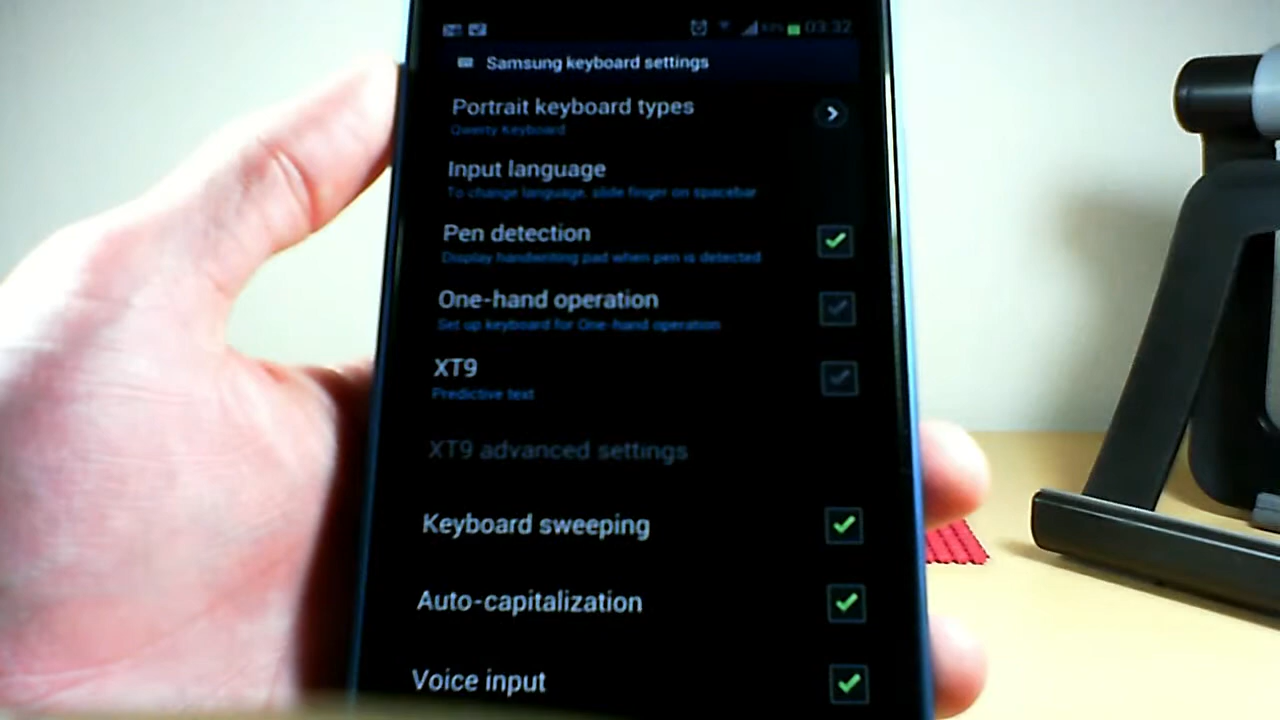 03:32
Samsung keyboard settings
Portrait keyboard types
Qwerty Keyboard
Input language
To change language, slide finger on spacebar
Pen detection
Display handwriting pad when pen is detected
One-hand operation
Set up keyboard for One-hand operation
XT9
Predictive text
XT9 advanced settings
Keyboard sweeping
Auto-capitalization
Voice input